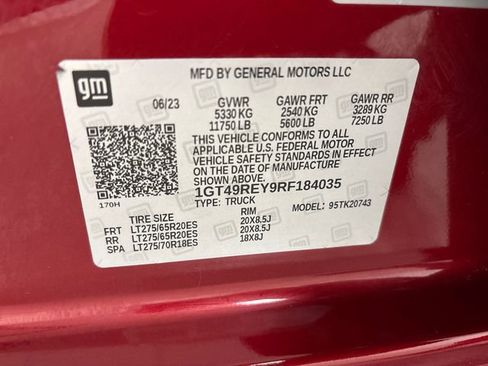 gm
MFD BY GENERAL MOTORS LLC
06/23 GVWR GAWR FRT GAWR RR
5330 KG 2540 KG 3289 KG
11750 LB 5600 LB 7250 LB
THIS VEHICLE CONFORMS TO ALL
APPLICABLE U.S. FEDERAL MOTOR
VEHICLE SAFETY STANDARDS IN EFFECT
ON THE DATE OF MANUFACTURE
SHOWN ABOVE.
1GT49REY9RF184035
170H
TYPE: TRUCK MODEL: 95TK20743
TIRE SIZE RIM
FRT LT275/65R20ES 20X8.5J
RR LT275/65R20ES 20X8.5J
SPA LT275/70R18ES 18X8J